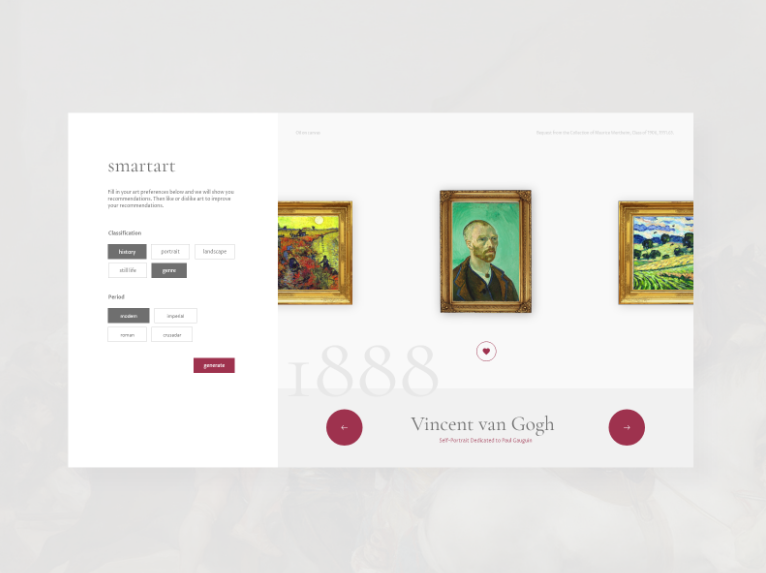 smartart
Fill in your art preferences below and we will show you
recommendations. Then like or dislike art to improve
your recommendations.
Classification
history
portrait
landscape
still life
genre
Period
modern
imperial
roman
crusader
generate
1888
Vincent van Gogh
Self-Portrait Dedicated to Paul Gauguin